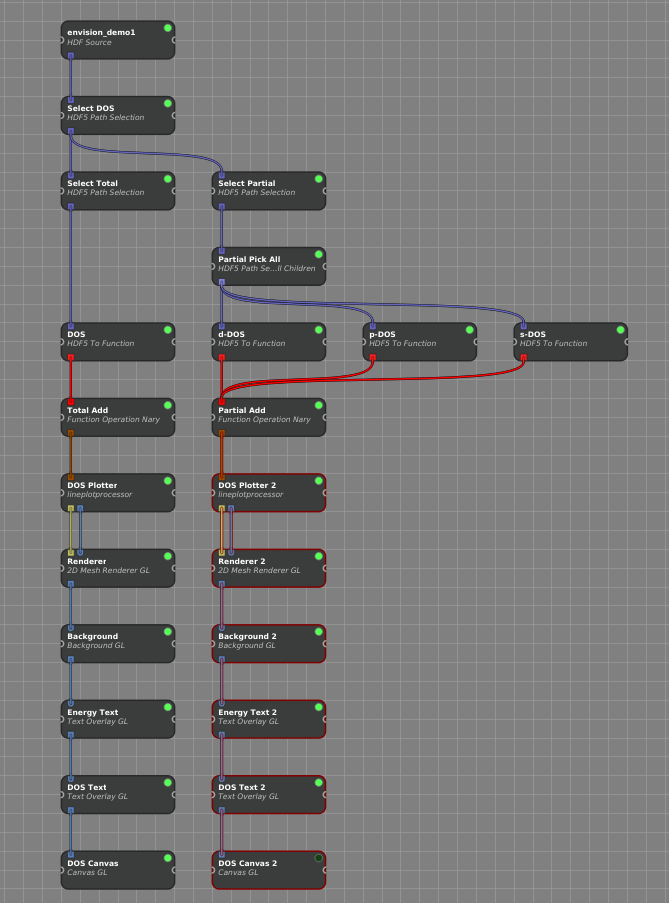 envision_demo1
HDF Source
Select DOS
HDF5 Path Selection
Select Total
HDF5 Path Selection
Select Partial
HDF5 Path Selection
Partial Pick All
HDF5 Path Se...ll Children
DOS
HDF5 To Function
d-DOS
HDF5 To Function
p-DOS
HDF5 To Function
s-DOS
HDF5 To Function
Total Add
Function Operation Nary
Partial Add
Function Operation Nary
DOS Plotter
lineplotprocessor
DOS Plotter 2
lineplotprocessor
Renderer
2D Mesh Renderer GL
Renderer 2
2D Mesh Renderer GL
Background
Background GL
Background 2
Background GL
Energy Text
Text Overlay GL
Energy Text 2
Text Overlay GL
DOS Text
Text Overlay GL
DOS Text 2
Text Overlay GL
DOS Canvas
Canvas GL
DOS Canvas 2
Canvas GL